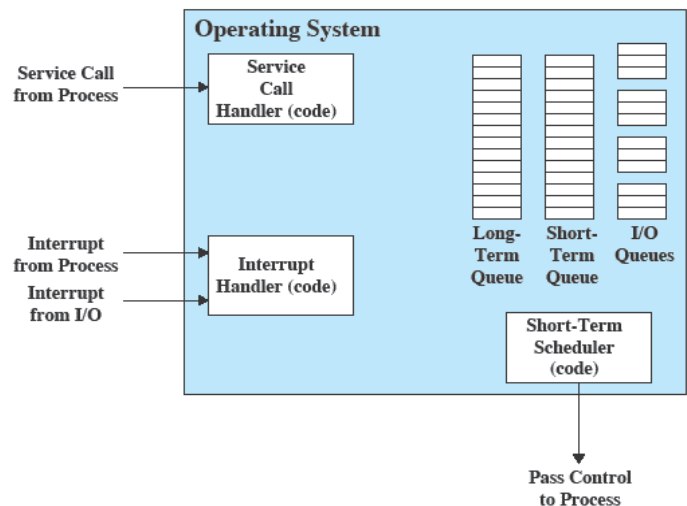 Operating System
Service Call
from Process
Service
Call
Handler (code)
Interrupt
from Process
Interrupt
from I/O
Interrupt
Handler (code)
Long-
Term
Queue
Short-
Term
Queue
I/O
Queues
Short-Term
Scheduler
(code)
Pass Control
to Process